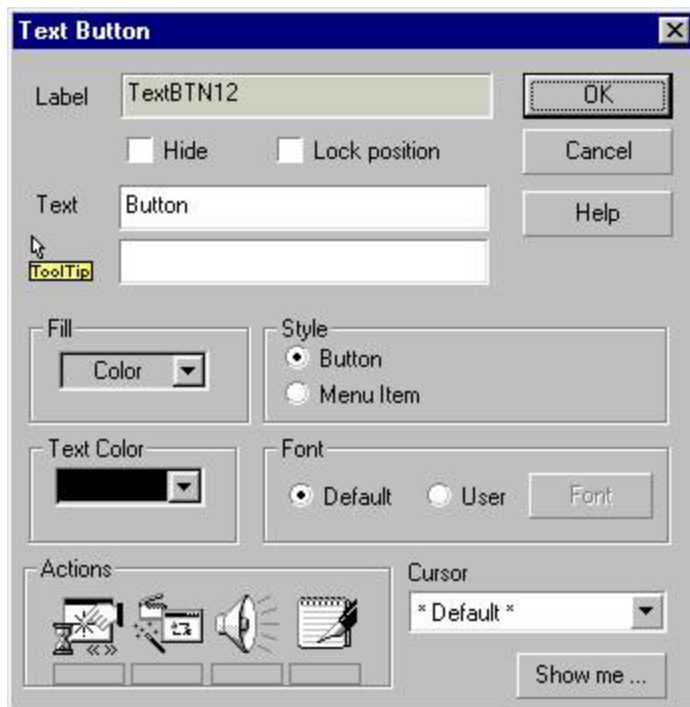 Text Button
Label TextBTN12 OK
Hide Lock position Cancel
Text Button Help
ToolTip
Fill Style
Color Button
Menu Item
Text Color Font
Default User Font
Actions Cursor
* Default *
Show me ...